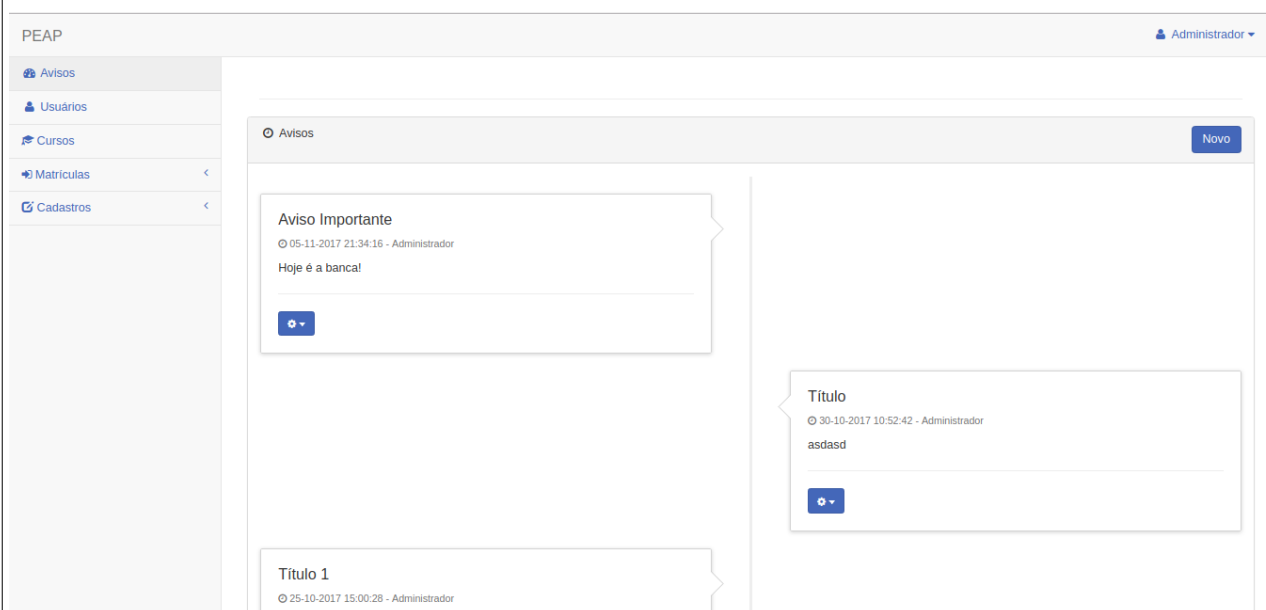 PEAP
Administrador
Avisos
Usuários
Cursos
Matrículas
Cadastros
Avisos
Novo
Aviso Importante
05-11-2017 21:34:16 - Administrador
Hoje é a banca!
Título
30-10-2017 10:52:42 - Administrador
asdasd
Título 1
25-10-2017 15:00:28 - Administrador